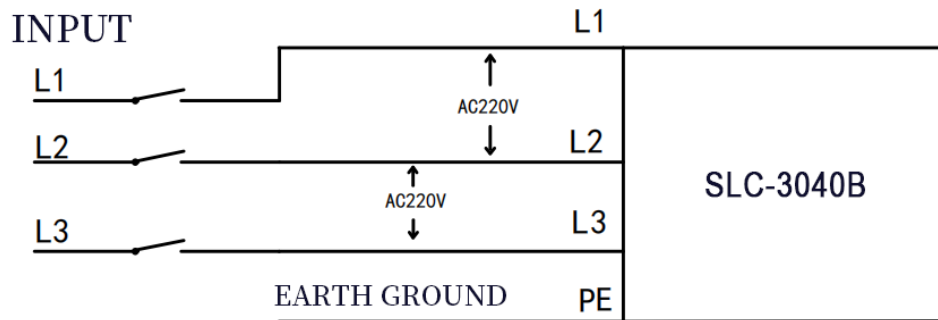 INPUT
L1
L1
AC220V
L2
L2
AC220V
SLC-3040B
L3
L3
EARTH GROUND
PE